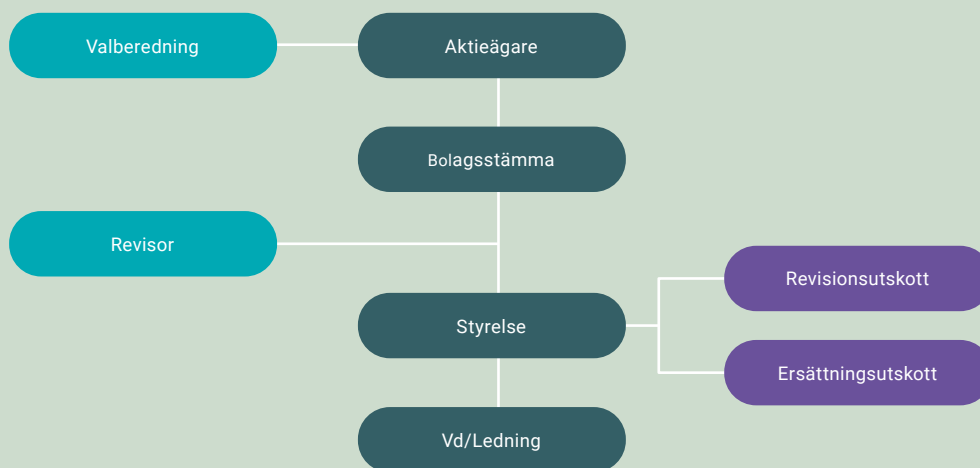 Valberedning
Aktieägare
Bolagsstämma
Revisor
Revisionsutskott
Styrelse
Ersättningsutskott
Vd/Ledning